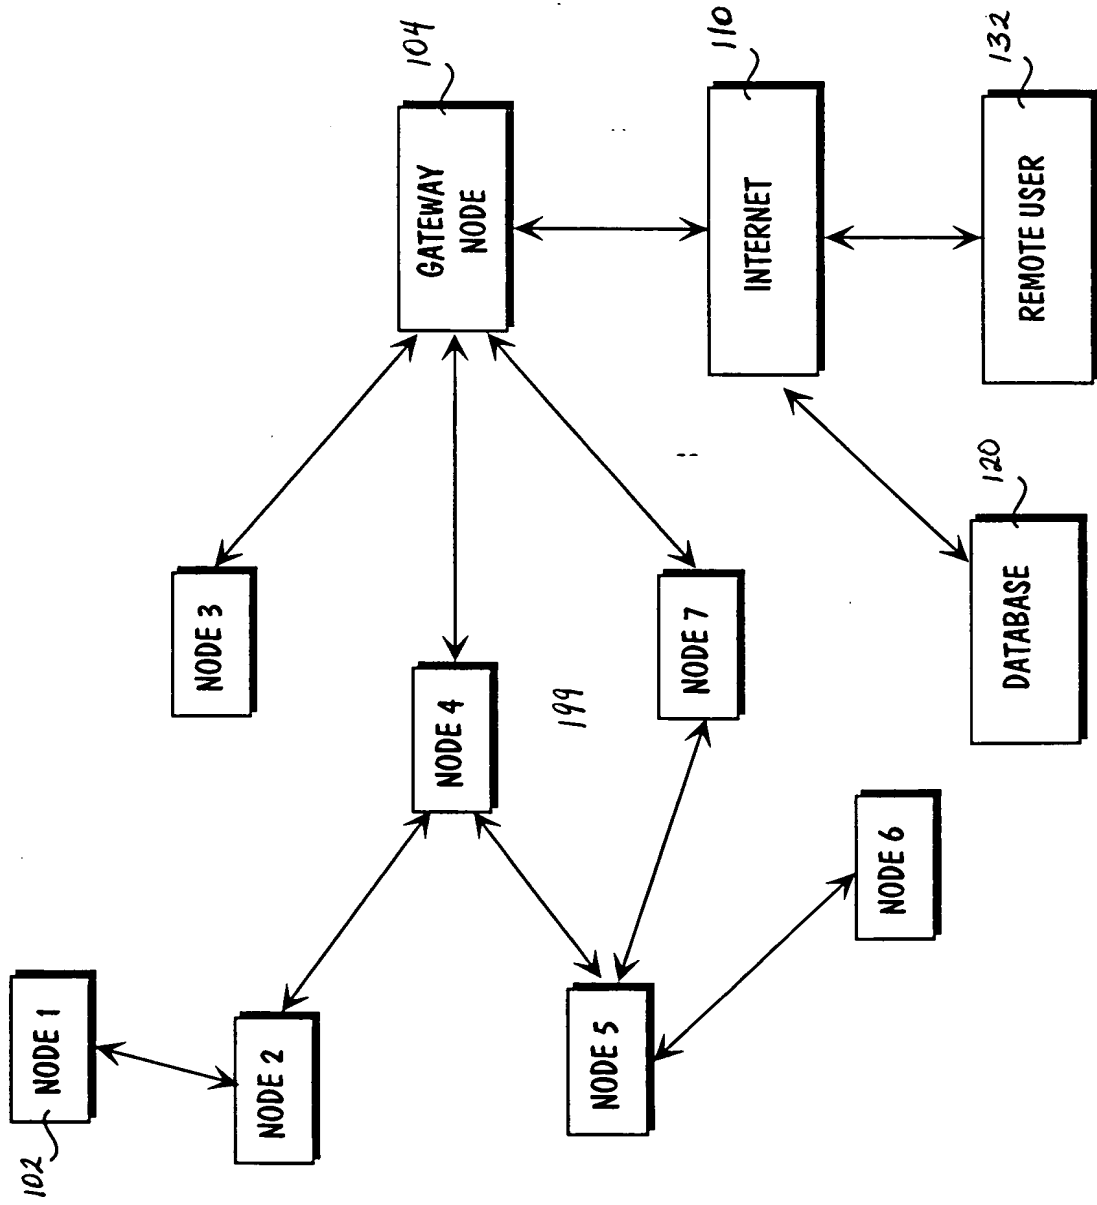 102
NODE 1
NODE 2
NODE 3
104
GATEWAY
NODE
NODE 4
199
NODE 5
NODE 7
110
INTERNET
NODE 6
120
DATABASE
132
REMOTE USER